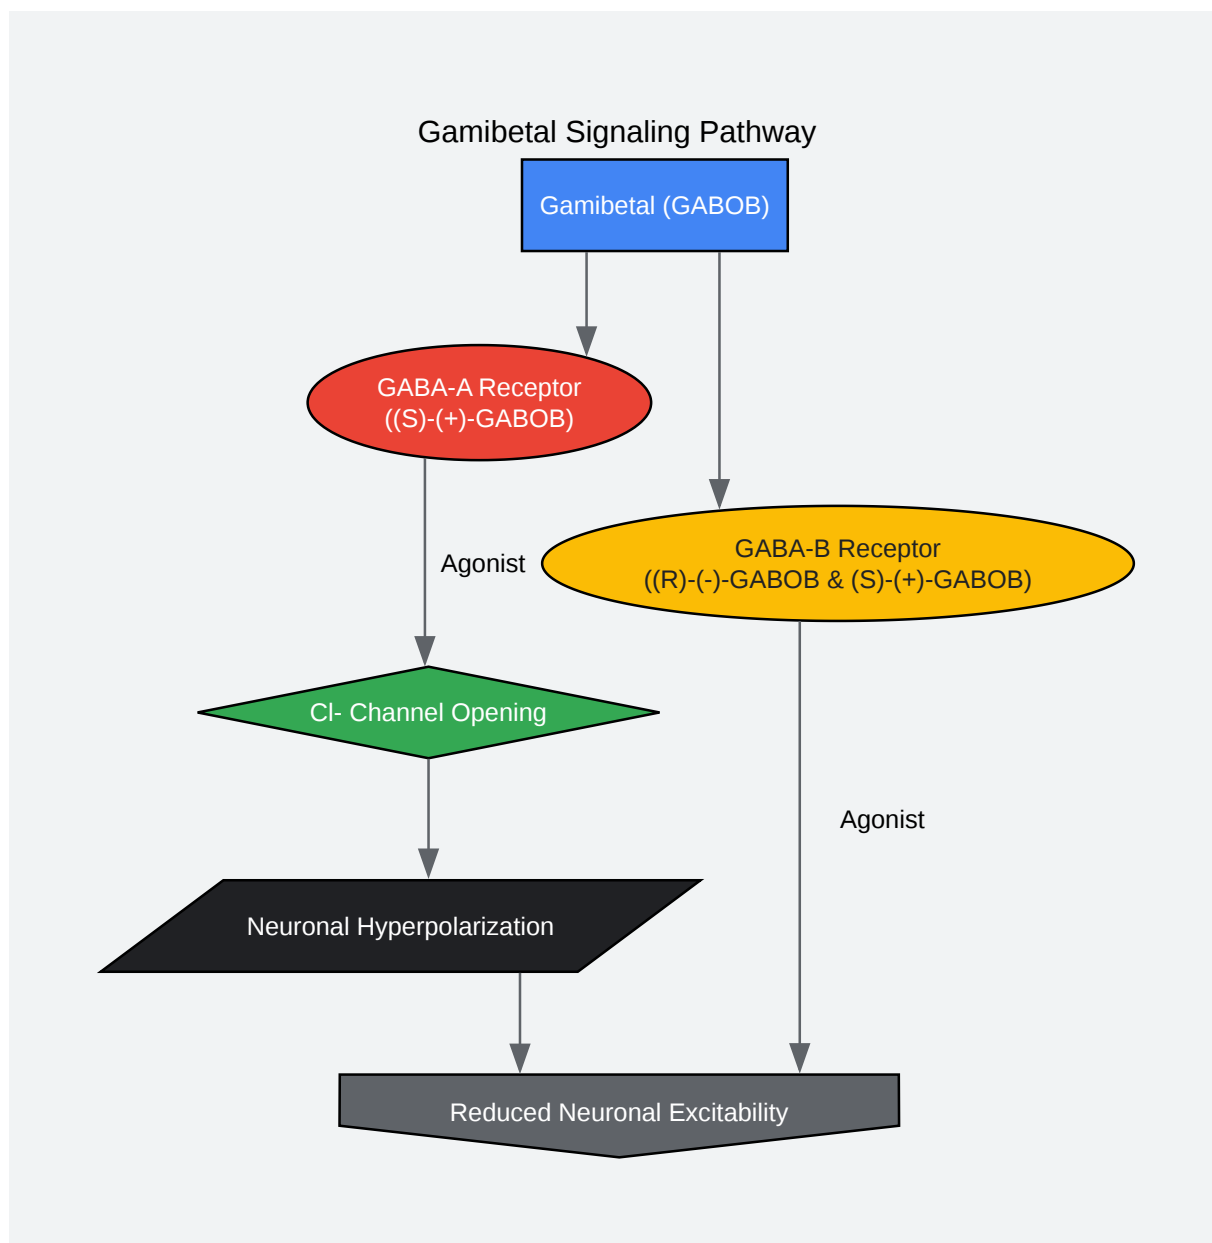 Gamibetal Signaling Pathway
Gamibetal (GABOB)
GABA-A Receptor
((S)-(+)-GABOB)
Agonist
GABA-B Receptor
((R)-(-)-GABOB & (S)-(+)-GABOB)
Cl- Channel Opening
Agonist
Neuronal Hyperpolarization
Reduced Neuronal Excitability